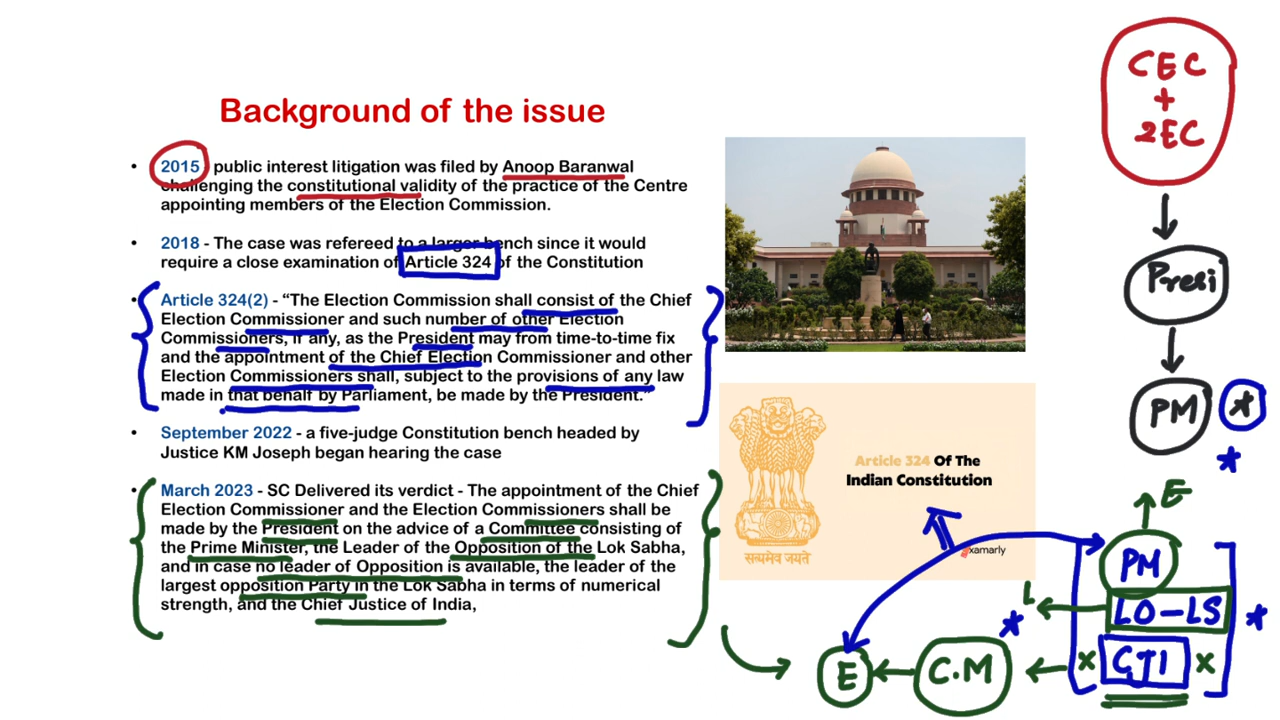 Background of the issue
• 2015 - public interest litigation was filed by Anoop Baranwal
challenging the constitutional validity of the practice of the Centre
appointing members of the Election Commission.
• 2018 - The case was refereed to a larger bench since it would
require a close examination of Article 324 of the Constitution
• Article 324(2) - “The Election Commission shall consist of the Chief
Election Commissioner and such number of other Election
Commissioners, if any, as the President may from time-to-time fix
and the appointment of the Chief Election Commissioner and other
Election Commissioners shall, subject to the provisions of any law
made in that behalf by Parliament, be made by the President.”
• September 2022 - a five-judge Constitution bench headed by
Justice KM Joseph began hearing the case
• March 2023 - SC Delivered its verdict - The appointment of the Chief
Election Commissioner and the Election Commissioners shall be
made by the President on the advice of a Committee consisting of
the Prime Minister, the Leader of the Opposition of the Lok Sabha,
and in case no leader of Opposition is available, the leader of the
largest opposition Party in the Lok Sabha in terms of numerical
strength, and the Chief Justice of India,
Article 324 Of The
Indian Constitution
सत्यमेव जयते
examarly
CEC
+
2EC
Presi
PM *
*
E
PM
L LO-LS *
*
E C.M x CJI x